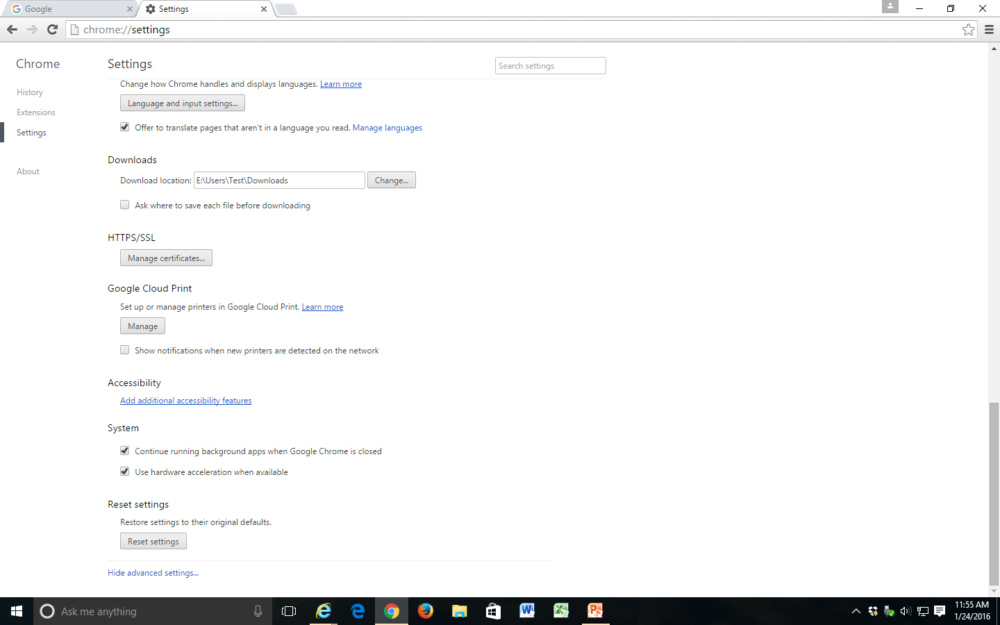 Google
Settings
chrome://settings
Chrome
Settings
Search settings
History
Extensions
Settings
About
Change how Chrome handles and displays languages. Learn more
Language and input settings...
Offer to translate pages that aren't in a language you read. Manage languages
Downloads
Download location: E:\Users\Test\Downloads Change...
Ask where to save each file before downloading
HTTPS/SSL
Manage certificates...
Google Cloud Print
Set up or manage printers in Google Cloud Print. Learn more
Manage
Show notifications when new printers are detected on the network
Accessibility
Add additional accessibility features
System
Continue running background apps when Google Chrome is closed
Use hardware acceleration when available
Reset settings
Restore settings to their original defaults.
Reset settings
Hide advanced settings...
Ask me anything
11:55 AM
1/24/2016